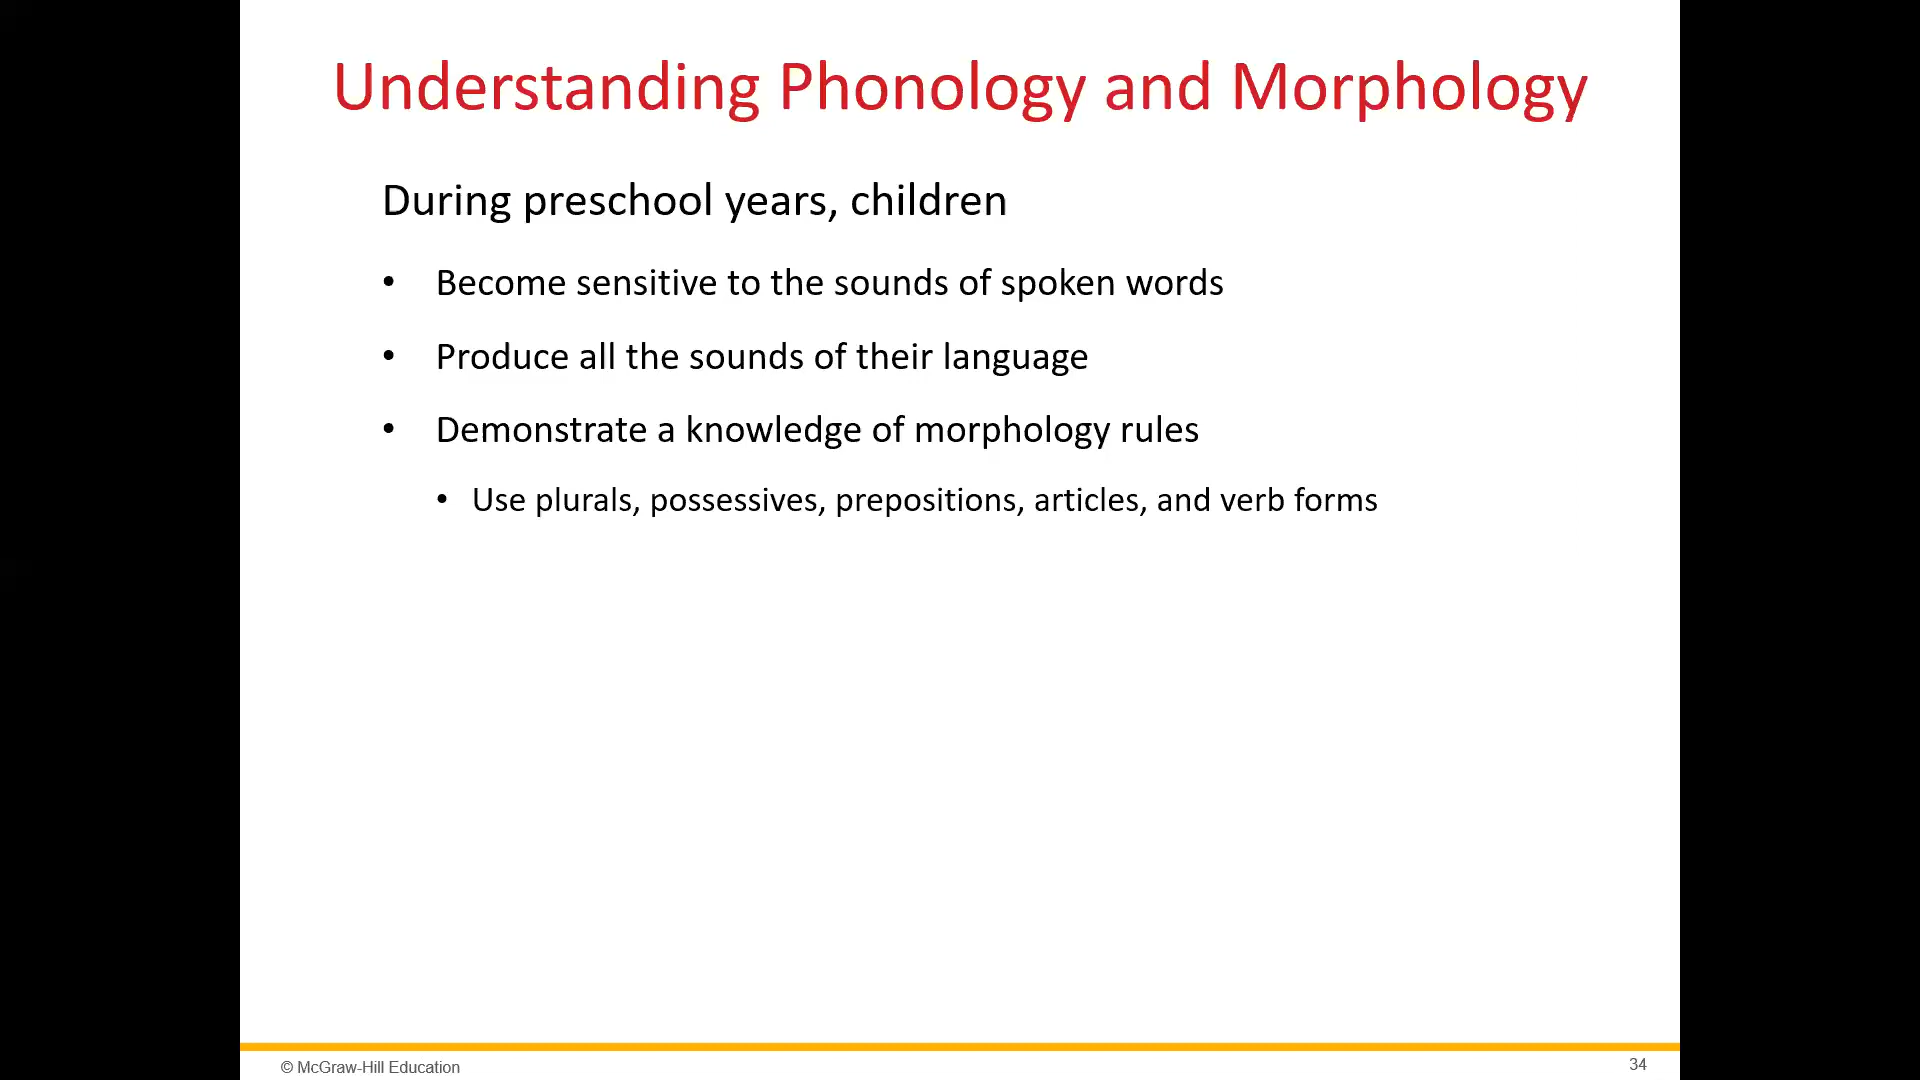 Understanding Phonology and Morphology
During preschool years, children
• Become sensitive to the sounds of spoken words
• Produce all the sounds of their language
• Demonstrate a knowledge of morphology rules
• Use plurals, possessives, prepositions, articles, and verb forms
© McGraw-Hill Education
34